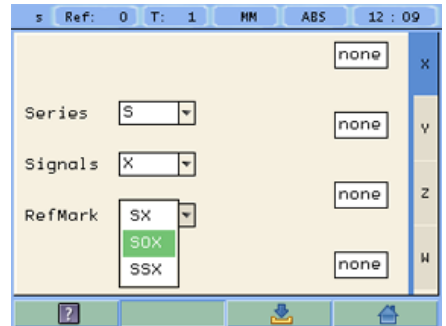 s Ref: 0 T: 1 MM ABS 12 : 09
none X
Series S
none Y
Signals X
none Z
RefMark SX
SOX
SSX
none W
?